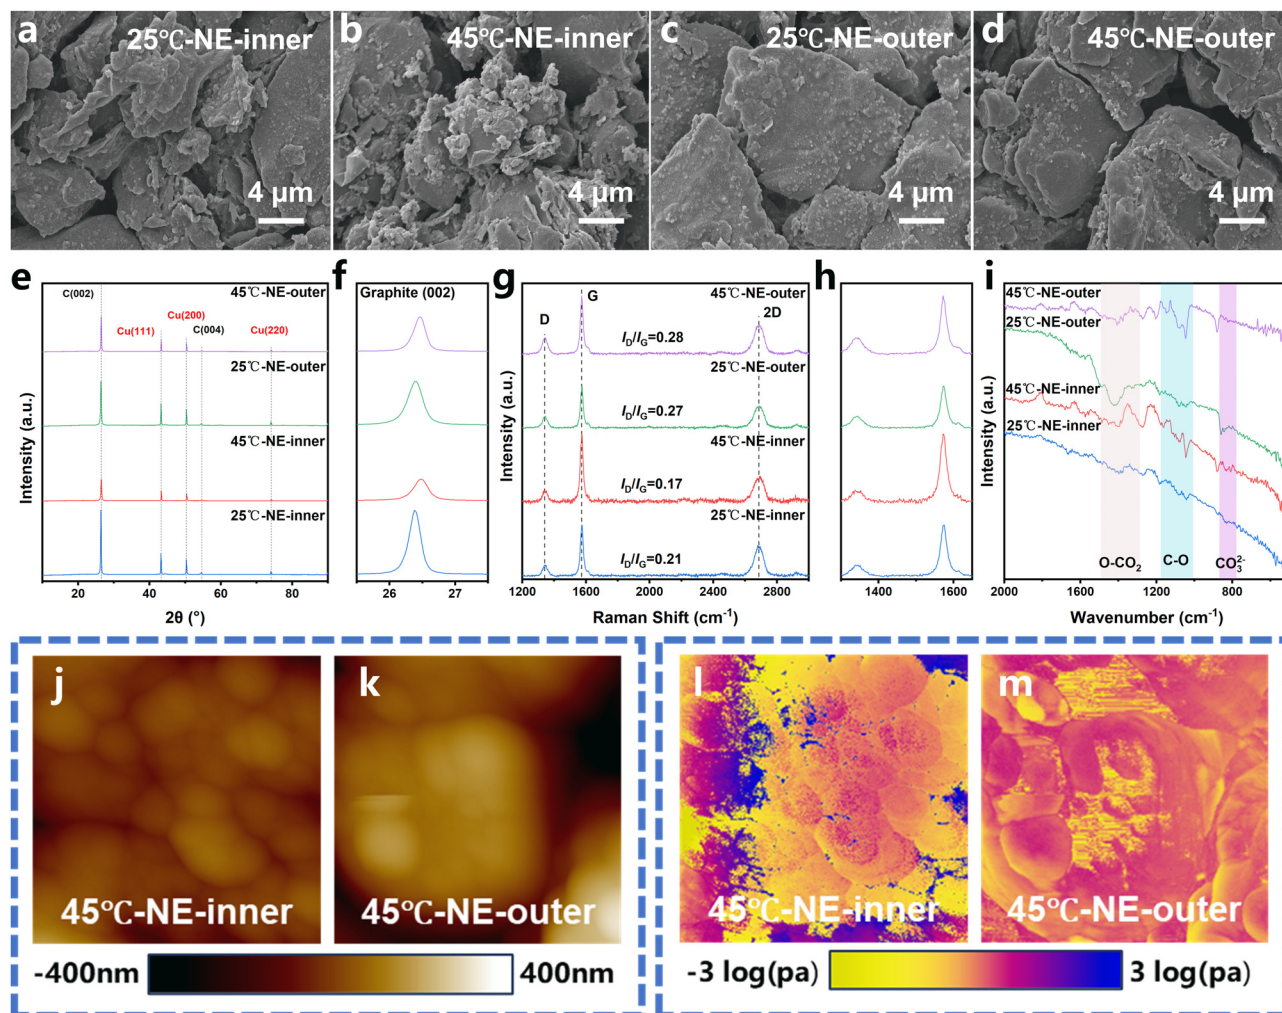 a
25℃-NE-inner
4 μm
b
45℃-NE-inner
4 μm
c
25℃-NE-outer
4 μm
d
45℃-NE-outer
4 μm
e
C(002)
45℃-NE-outer
Cu(111)
Cu(200)
C(004)
Cu(220)
25℃-NE-outer
45℃-NE-inner
25℃-NE-inner
Intensity (a.u.)
20 40 60 80
2θ (°)
f
Graphite (002)
25 26 27
g
D
G
45℃-NE-outer
2D
I_D/I_G=0.28
25℃-NE-outer
I_D/I_G=0.27
45℃-NE-inner
I_D/I_G=0.17
25℃-NE-inner
I_D/I_G=0.21
Intensity (a.u.)
1200 1600 2000 2400 2800
h
1400 1600
Raman Shift (cm⁻¹)
i
45℃-NE-outer
25℃-NE-outer
45℃-NE-inner
25℃-NE-inner
O-CO₂
C-O
CO₃²⁻
Intensity (a.u.)
2000 1600 1200 800
Wavenumber (cm⁻¹)
j
45℃-NE-inner
k
45℃-NE-outer
-400nm
400nm
l
45℃-NE-inner
m
45℃-NE-outer
-3 log(pa)
3 log(pa)